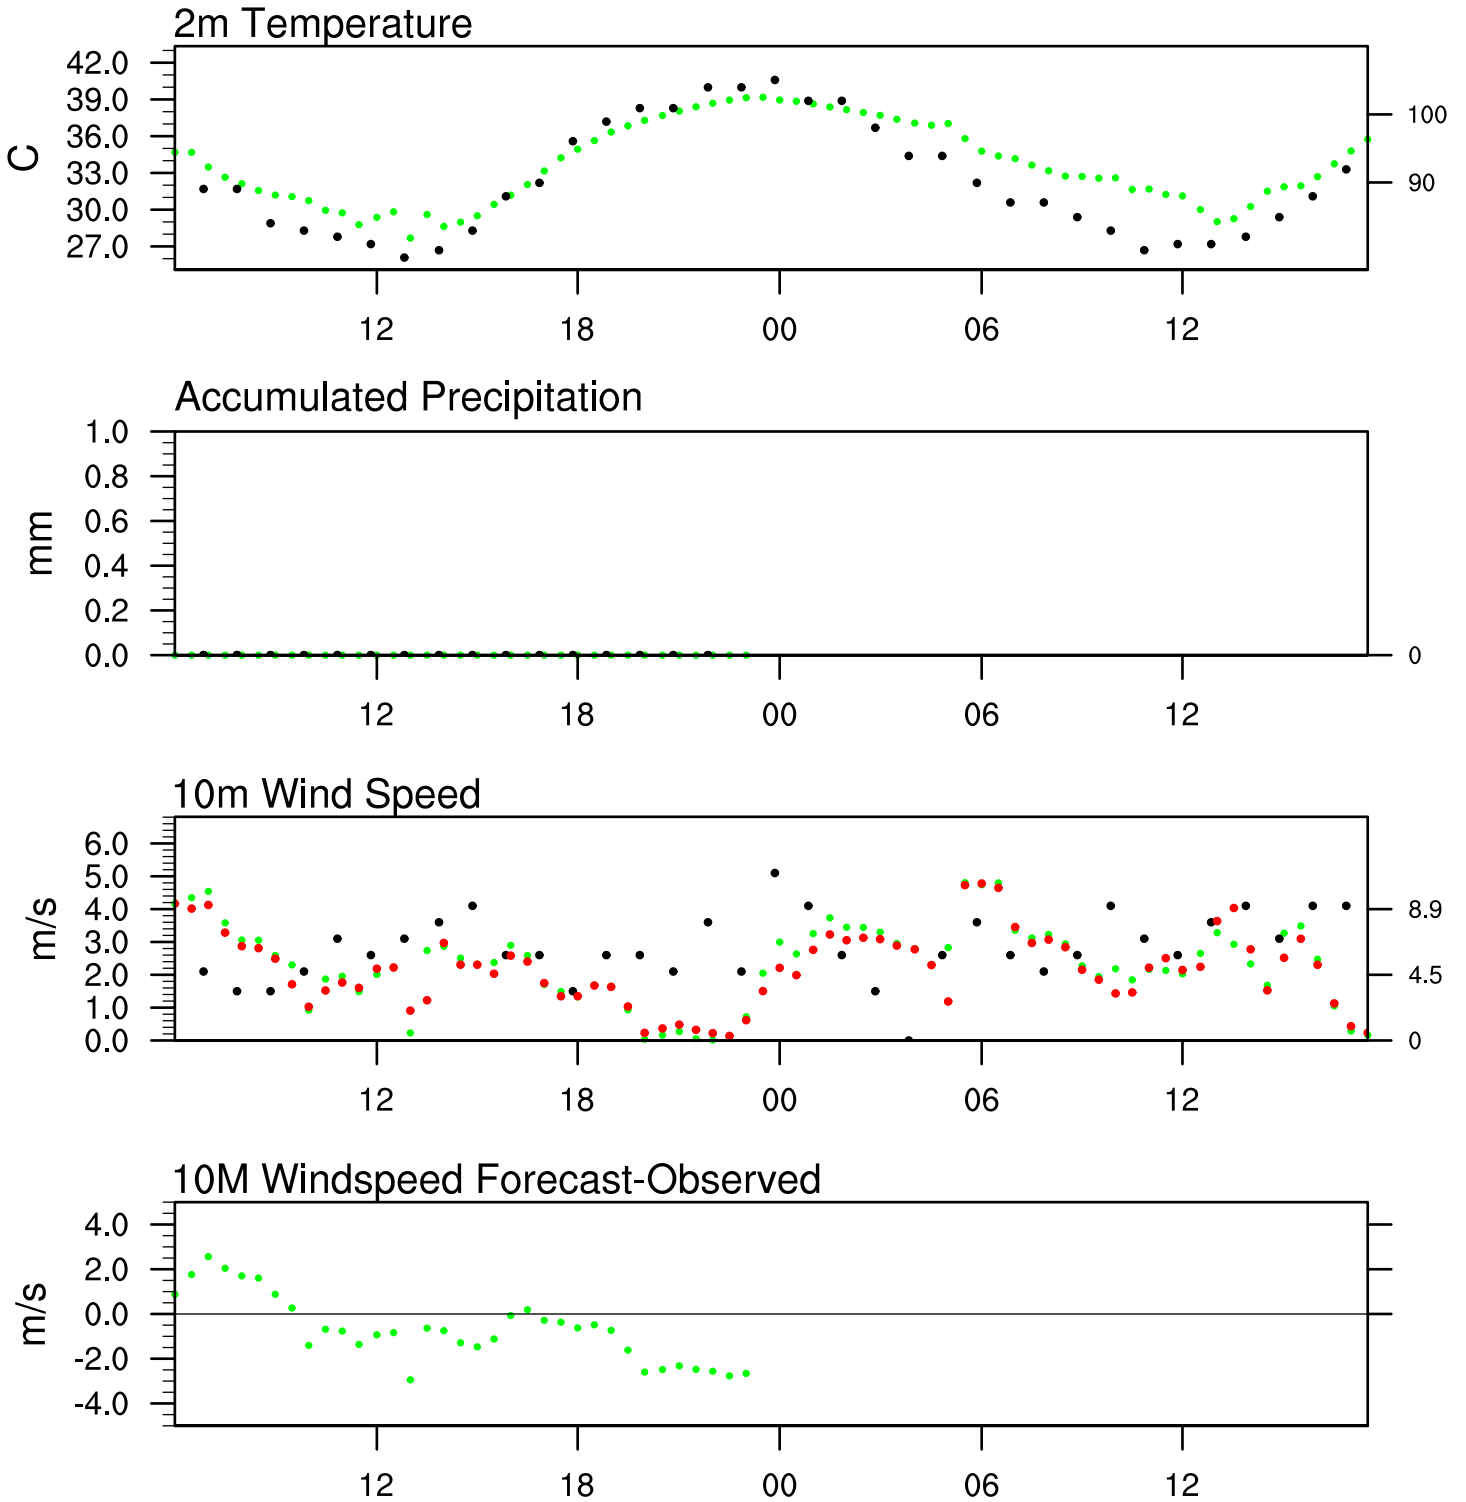 2m Temperature
42.0
39.0
36.0
33.0
30.0
27.0
C
100
90
12 18 00 06 12
Accumulated Precipitation
1.0
0.8
0.6
0.4
0.2
0.0
mm
0
12 18 00 06 12
10m Wind Speed
6.0
5.0
4.0
3.0
2.0
1.0
0.0
m/s
8.9
4.5
0
12 18 00 06 12
10M Windspeed Forecast-Observed
4.0
2.0
0.0
-2.0
-4.0
m/s
12 18 00 06 12